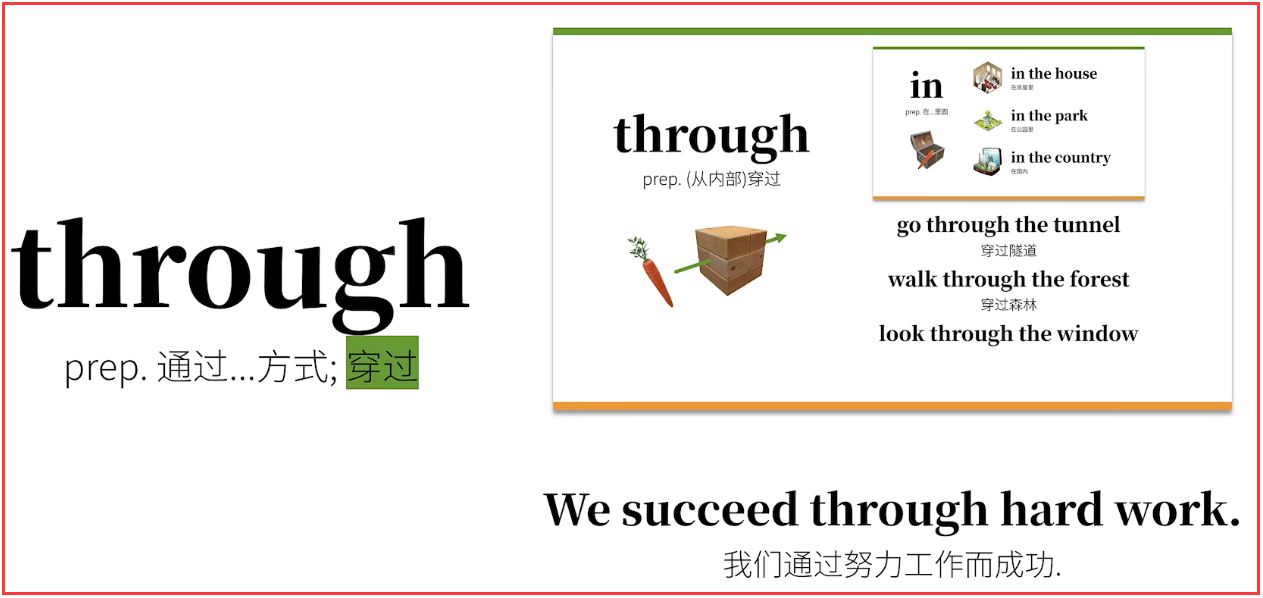 through
prep. 通过...方式; 穿过
through
prep. (从内部)穿过
in
prep. 在...里面
in the house
在房屋里
in the park
在公园里
in the country
在国内
go through the tunnel
穿过隧道
walk through the forest
穿过森林
look through the window
We succeed through hard work.
我们通过努力工作而成功.